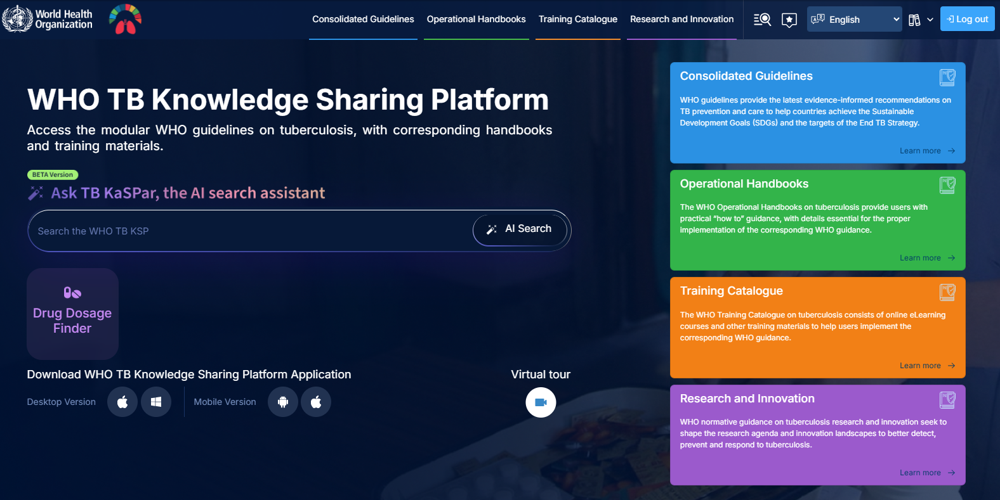 World Health
Organization
Consolidated Guidelines
Operational Handbooks
Training Catalogue
Research and Innovation
English
Log out
WHO TB Knowledge Sharing Platform
Access the modular WHO guidelines on tuberculosis, with corresponding handbooks
and training materials.
BETA Version
Ask TB KaSPar, the AI search assistant
Search the WHO TB KSP
AI Search
Drug Dosage
Finder
Download WHO TB Knowledge Sharing Platform Application
Desktop Version
Mobile Version
Virtual tour
Consolidated Guidelines
WHO guidelines provide the latest evidence-informed recommendations on
TB prevention and care to help countries achieve the Sustainable
Development Goals (SDGs) and the targets of the End TB Strategy.
Learn more
Operational Handbooks
The WHO Operational Handbooks on tuberculosis provide users with
practical “how to” guidance, with details essential for the proper
implementation of the corresponding WHO guidance.
Learn more
Training Catalogue
The WHO Training Catalogue on tuberculosis consists of online eLearning
courses and other training materials to help users implement the
corresponding WHO guidance.
Learn more
Research and Innovation
WHO normative guidance on tuberculosis research and innovation seek to
shape the research agenda and innovation landscapes to better detect,
prevent and respond to tuberculosis.
Learn more